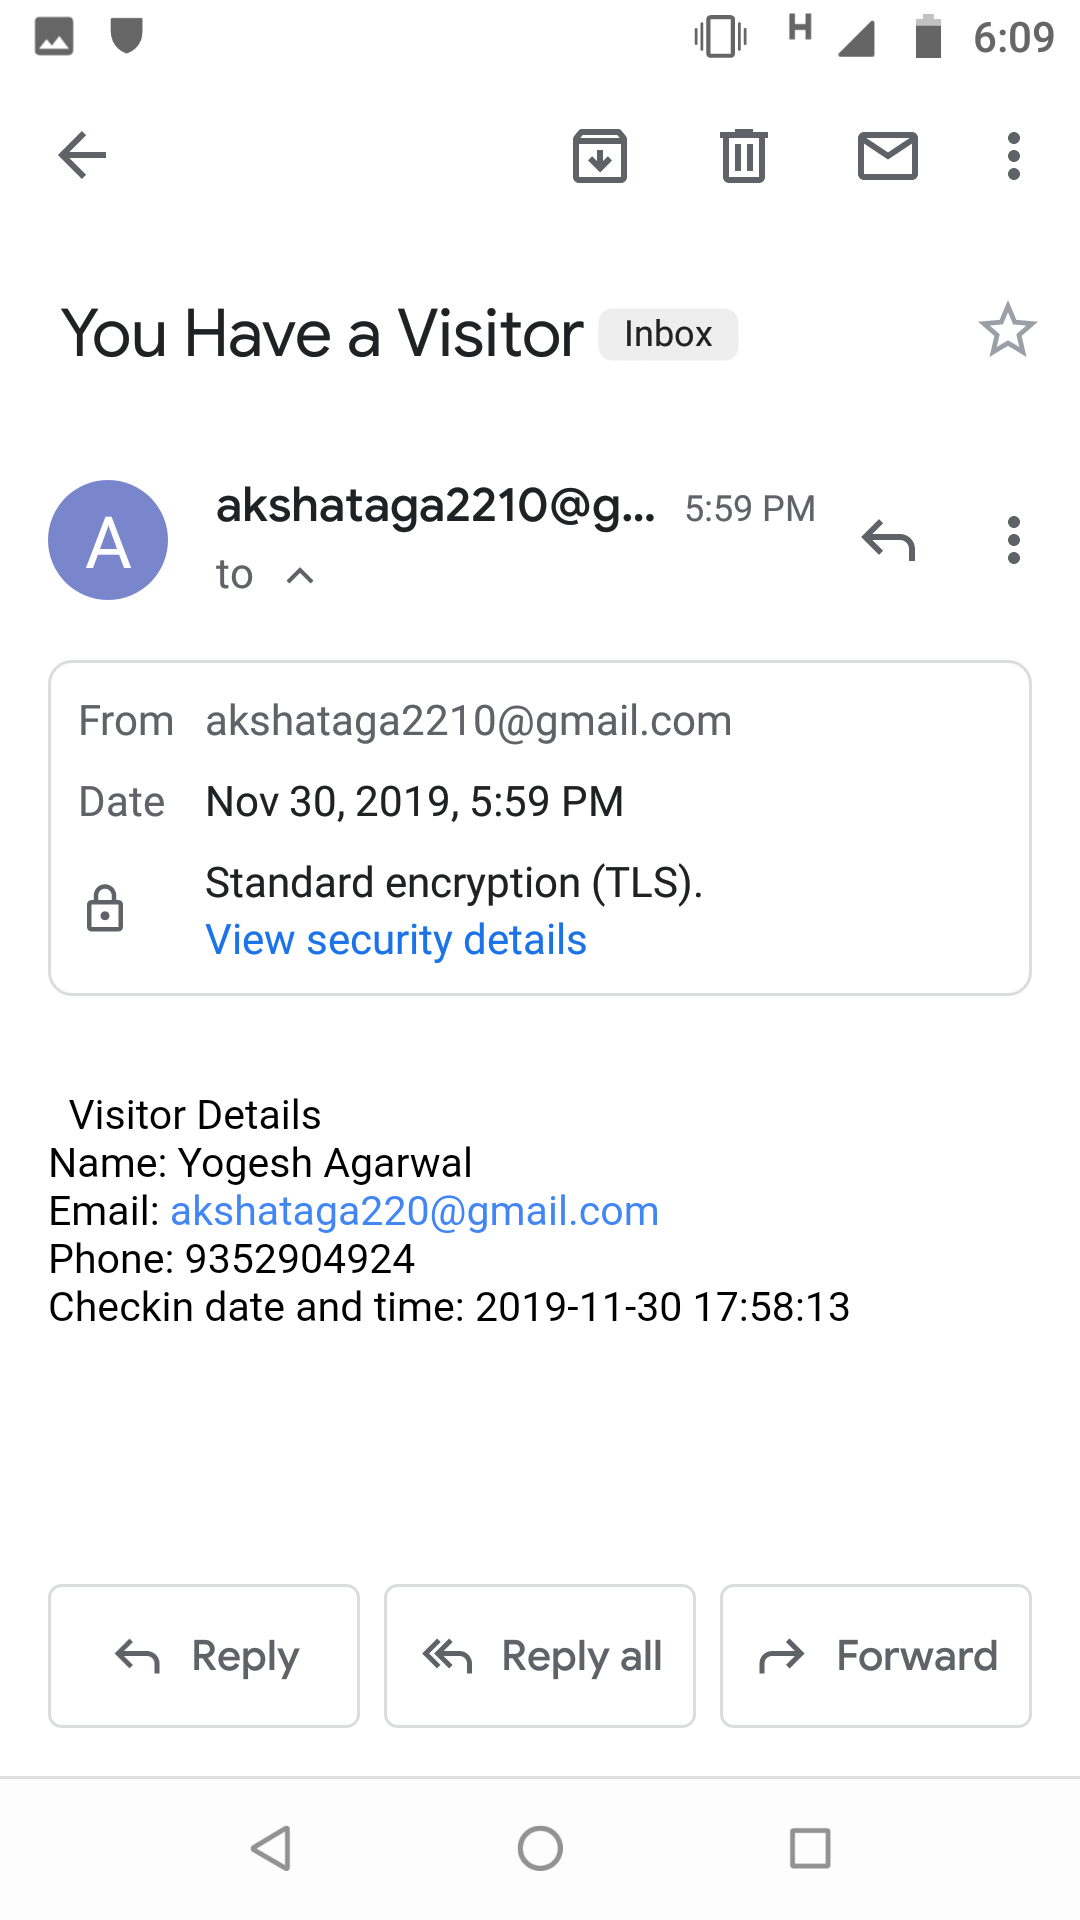 H 6:09
You Have a Visitor Inbox
A
akshataga2210@g... 5:59 PM
to
From akshataga2210@gmail.com
Date Nov 30, 2019, 5:59 PM
Standard encryption (TLS).
View security details
Visitor Details
Name: Yogesh Agarwal
Email: akshataga220@gmail.com
Phone: 9352904924
Checkin date and time: 2019-11-30 17:58:13
Reply Reply all Forward